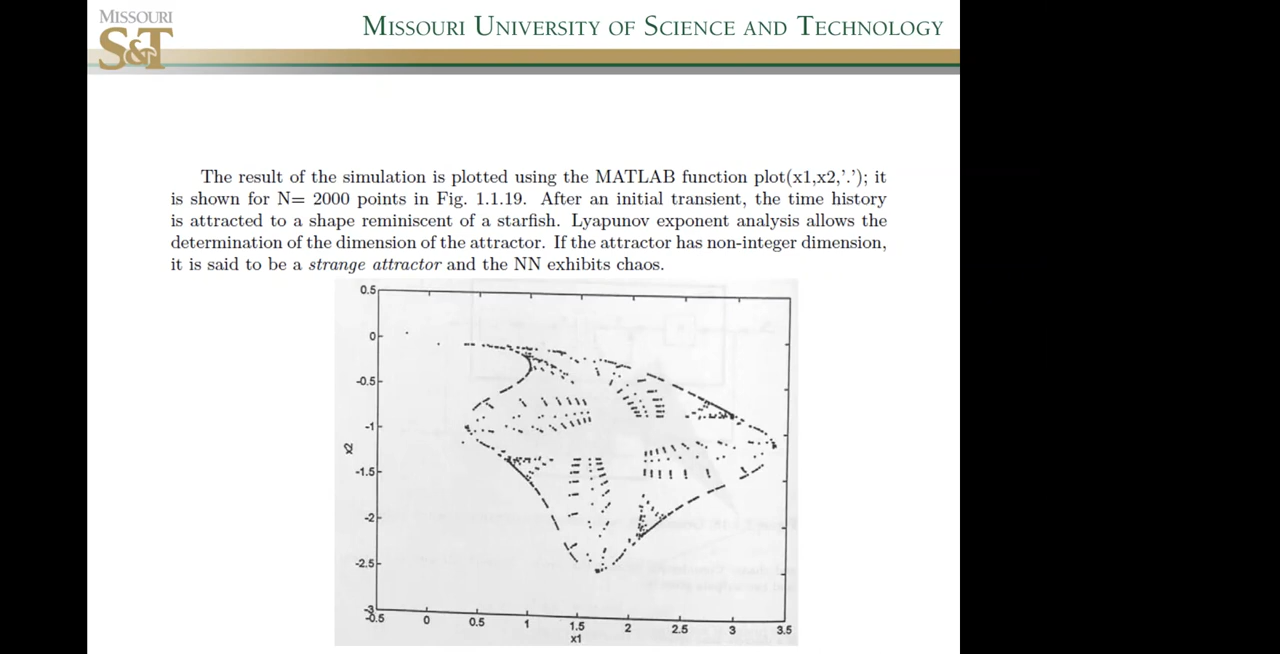 MISSOURI
S&T
MISSOURI UNIVERSITY OF SCIENCE AND TECHNOLOGY
The result of the simulation is plotted using the MATLAB function plot(x1,x2,'.'); it
is shown for N= 2000 points in Fig. 1.1.19. After an initial transient, the time history
is attracted to a shape reminiscent of a starfish. Lyapunov exponent analysis allows the
determination of the dimension of the attractor. If the attractor has non-integer dimension,
it is said to be a strange attractor and the NN exhibits chaos.
0.5
0
-0.5
-1
x2
-1.5
-2
-2.5
-3
-0.5 0 0.5 1 1.5 2 2.5 3 3.5
x1